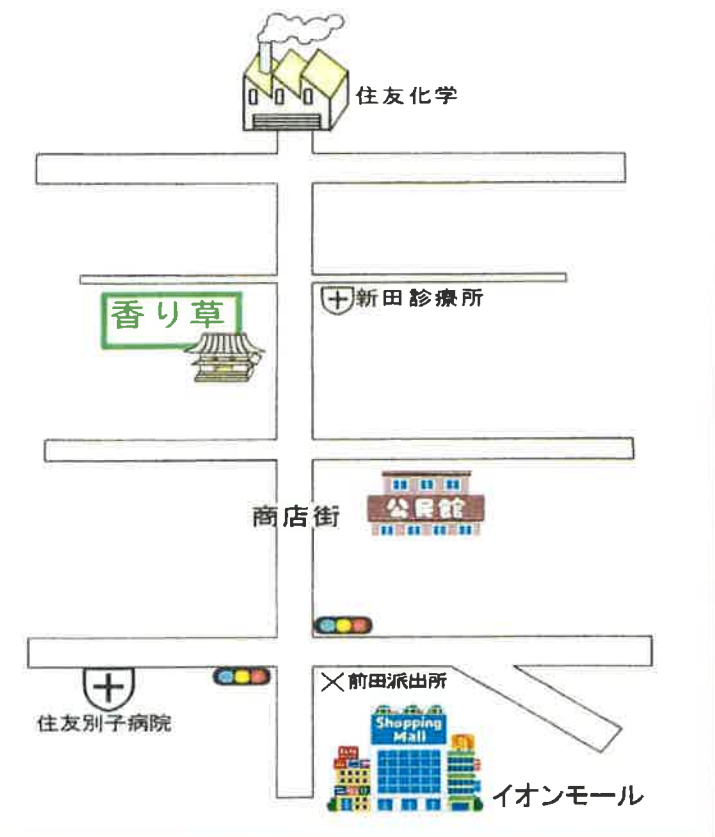 住友化学
新田診療所
香り草
公民館
商店街
前田派出所
住友別子病院
Shopping
Mall
イオンモール